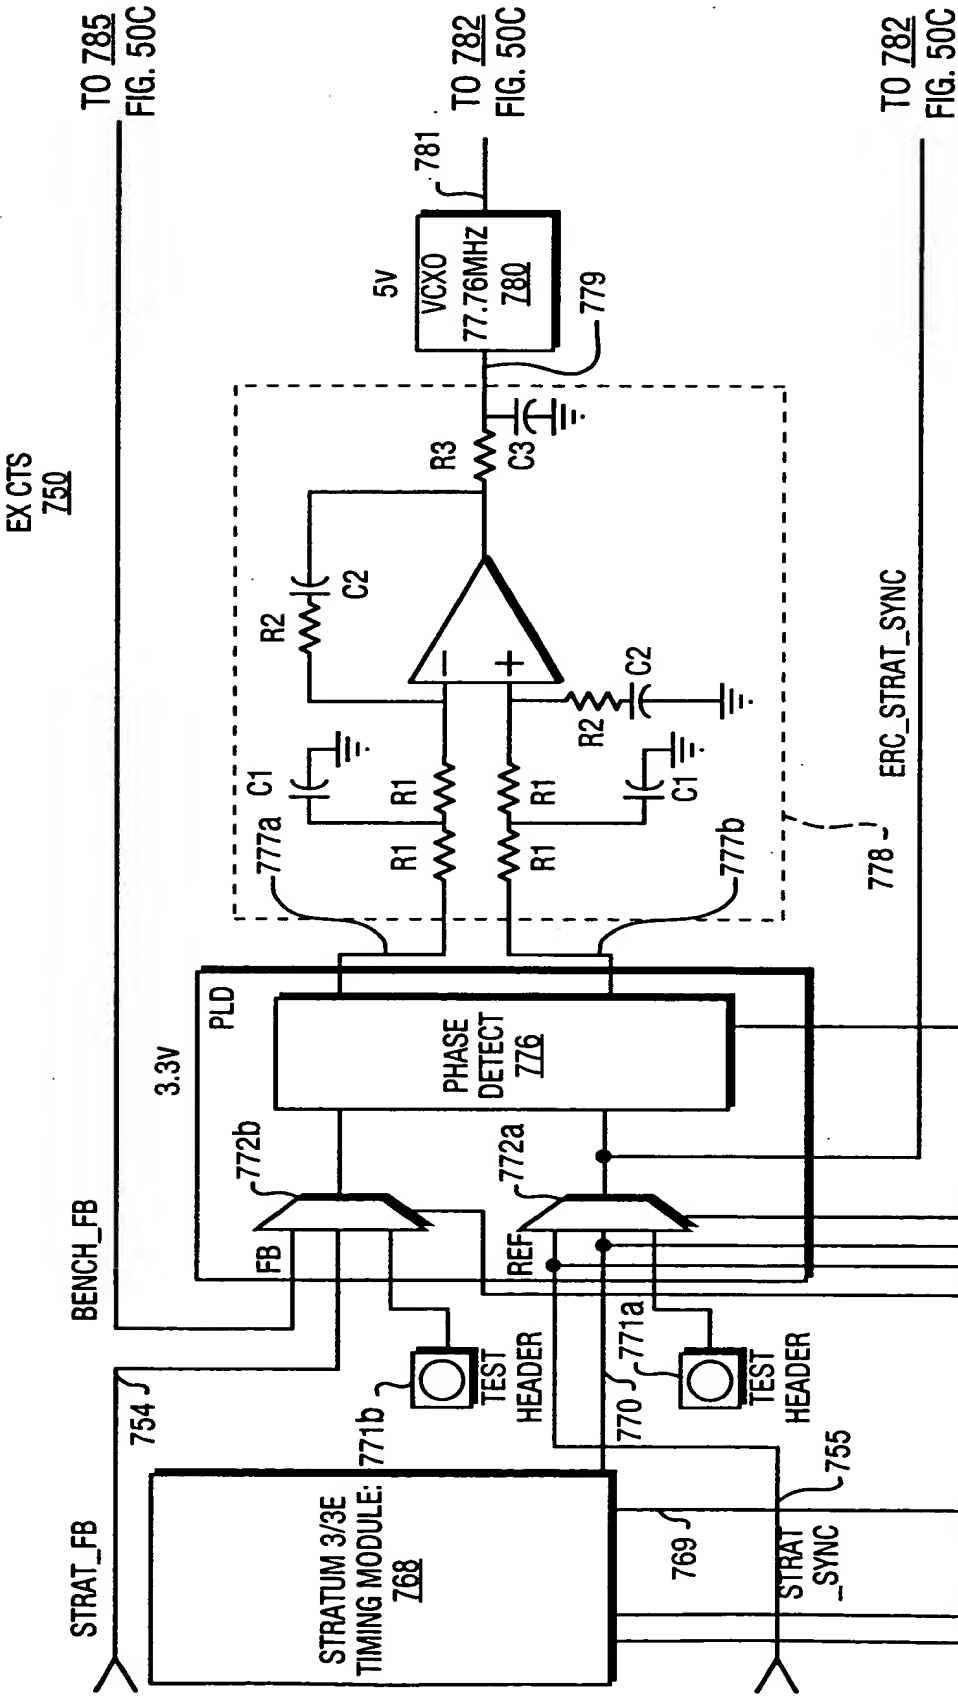 EX CTS
750
STRAT_FB
754
BENCH_FB
TO 785
FIG. 50C
STRATUM 3/3E
TIMING MODULE:
768
771b
TEST
HEADER
FB
772b
3.3V
PLD
PHASE
DETECT
776
777a
R1
C1
R1
R2
C2
R3
C3
5V
VCXO
77.76MHZ
780
781
TO 782
FIG. 50C
779
770
771a
TEST
HEADER
REF
772a
777b
R1
R1
C1
R2
C2
−
+
778
769
STRAT
_SYNC
755
ERC_STRAT_SYNC
TO 782
FIG. 50C